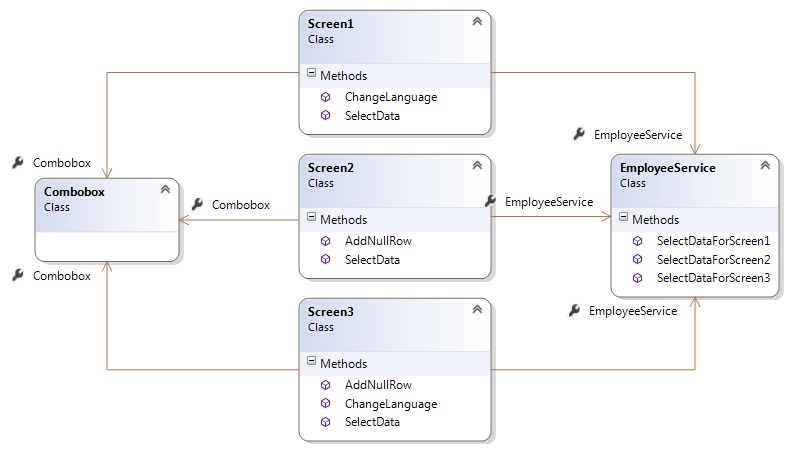 Screen1
Class
Methods
ChangeLanguage
SelectData
EmployeeService
Combobox
Combobox
Class
Combobox
Screen2
Class
Methods
AddNullRow
SelectData
EmployeeService
EmployeeService
Class
Methods
SelectDataForScreen1
SelectDataForScreen2
SelectDataForScreen3
Combobox
Screen3
Class
Methods
AddNullRow
ChangeLanguage
SelectData
EmployeeService